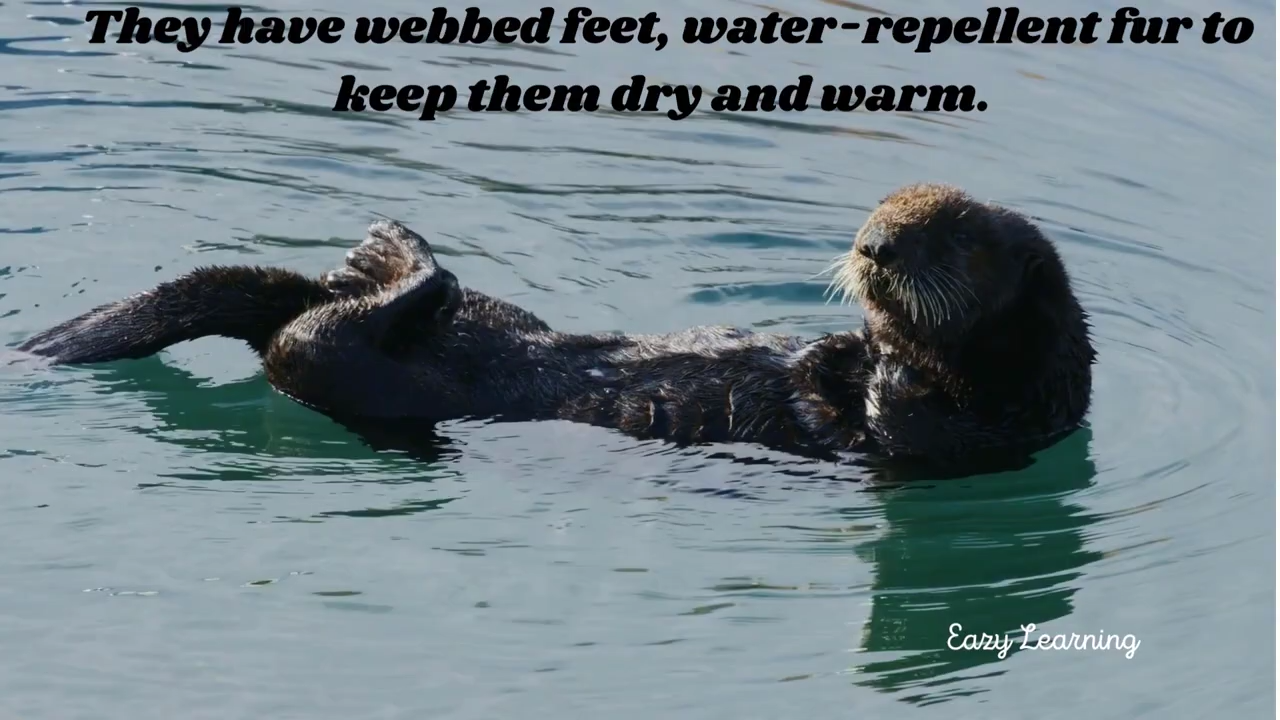 They have webbed feet, water-repellent fur to
keep them dry and warm.
Eazy Learning